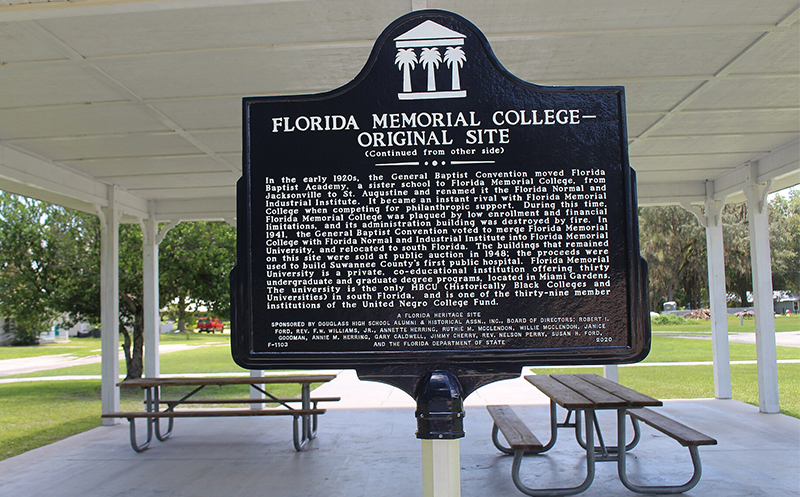 FLORIDA MEMORIAL COLLEGE—
ORIGINAL SITE
(Continued from other side)
In the early 1920s, the General Baptist Convention moved Florida
Baptist Academy, a sister school to Florida Memorial College, from
Jacksonville to St. Augustine and renamed it the Florida Normal and
Industrial Institute. It became an instant rival with Florida Memorial
College when competing for philanthropic support. During this time,
Florida Memorial College was plagued by low enrollment and financial
limitations, and its administration building was destroyed by fire. In
1941, the General Baptist Convention voted to merge Florida Memorial
College with Florida Normal and Industrial Institute into Florida Memorial
University, and relocated to south Florida. The buildings that remained
on this site were sold at public auction in 1948; the proceeds were
used to build Suwannee County's first public hospital. Florida Memorial
University is a private, co-educational institution offering thirty
undergraduate and graduate degree programs, located in Miami Gardens.
The university is the only HBCU (Historically Black Colleges and
Universities) in south Florida, and is one of the thirty-nine member
institutions of the United Negro College Fund.
A FLORIDA HERITAGE SITE
SPONSORED BY DOUGLASS HIGH SCHOOL ALUMNI & HISTORICAL ASSN., INC., BOARD OF DIRECTORS: ROBERT L.
FORD, REV. F.W. WILLIAMS, JR., ANNETTE HERRING, RUTHIE M. MCCLENDON, WILLIE MCCLENDON, JANICE
GOODMAN, ANNIE M. HERRING, GARY CALDWELL, JIMMY CHERRY, REV. NELSON PERRY, SUSAN H. FORD,
F-1103 AND THE FLORIDA DEPARTMENT OF STATE 2020